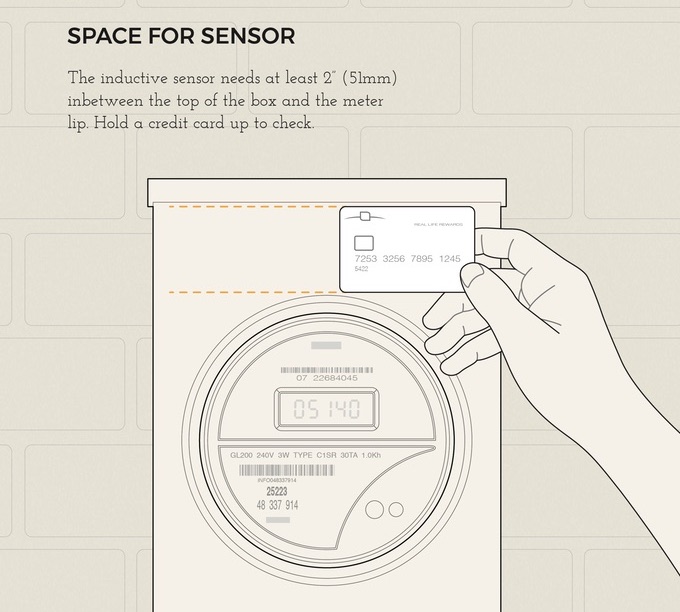 SPACE FOR SENSOR
The inductive sensor needs at least 2" (51mm)
inbetween the top of the box and the meter
lip. Hold a credit card up to check.
REAL LIFE REWARDS
7253 3256 7895 1245
5422
07 22684045
05140
GL200 240V 3W TYPE C1SR 30TA 1.0Kh
INFO048337914
25223
48 337 914